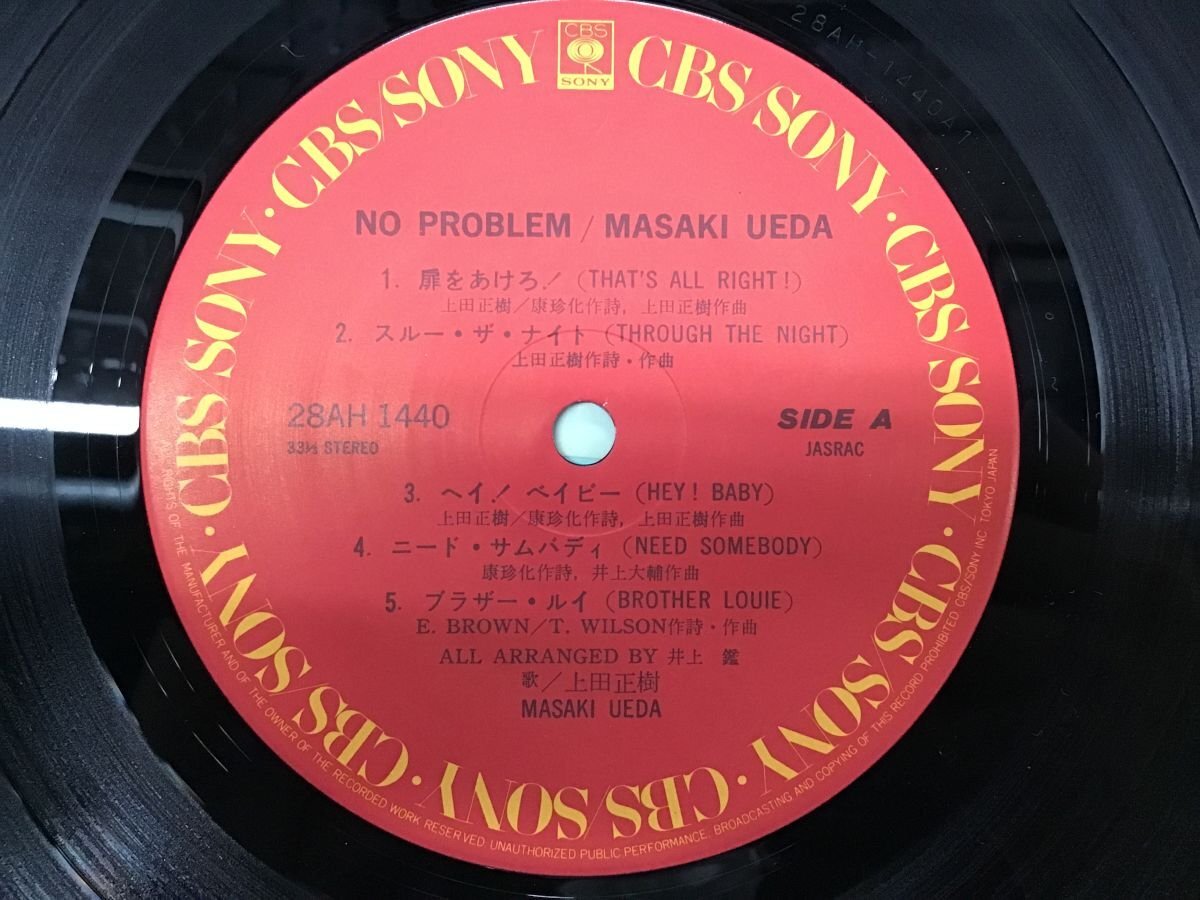 CBS
SONY
CBS/SONY · CBS/SONY · CBS/SONY · CBS/SONY · CBS/SONY · CBS/SONY · CBS/SONY · CBS/SONY · CBS/SONY
28AH-1440A1
NO PROBLEM / MASAKI UEDA
1. 扉をあけろ! (THAT'S ALL RIGHT!)
上田正樹/康珍化作詩, 上田正樹作曲
2. スルー・ザ・ナイト (THROUGH THE NIGHT)
上田正樹作詩・作曲
28AH 1440
SIDE A
33⅓ STEREO
JASRAC
3. ヘイ! ベイビー (HEY! BABY)
上田正樹/康珍化作詩, 上田正樹作曲
4. ニード・サムバディ (NEED SOMEBODY)
康珍化作詩, 井上大輔作曲
5. ブラザー・ルイ (BROTHER LOUIE)
E. BROWN/T. WILSON作詩・作曲
ALL ARRANGED BY 井上 鑑
歌/上田正樹
MASAKI UEDA
RIGHTS OF THE MANUFACTURER AND OF THE OWNER OF THE RECORDED WORK RESERVED. UNAUTHORIZED PUBLIC PERFORMANCE, BROADCASTING AND COPYING OF THIS RECORD PROHIBITED CBS/SONY INC. TOKYO JAPAN